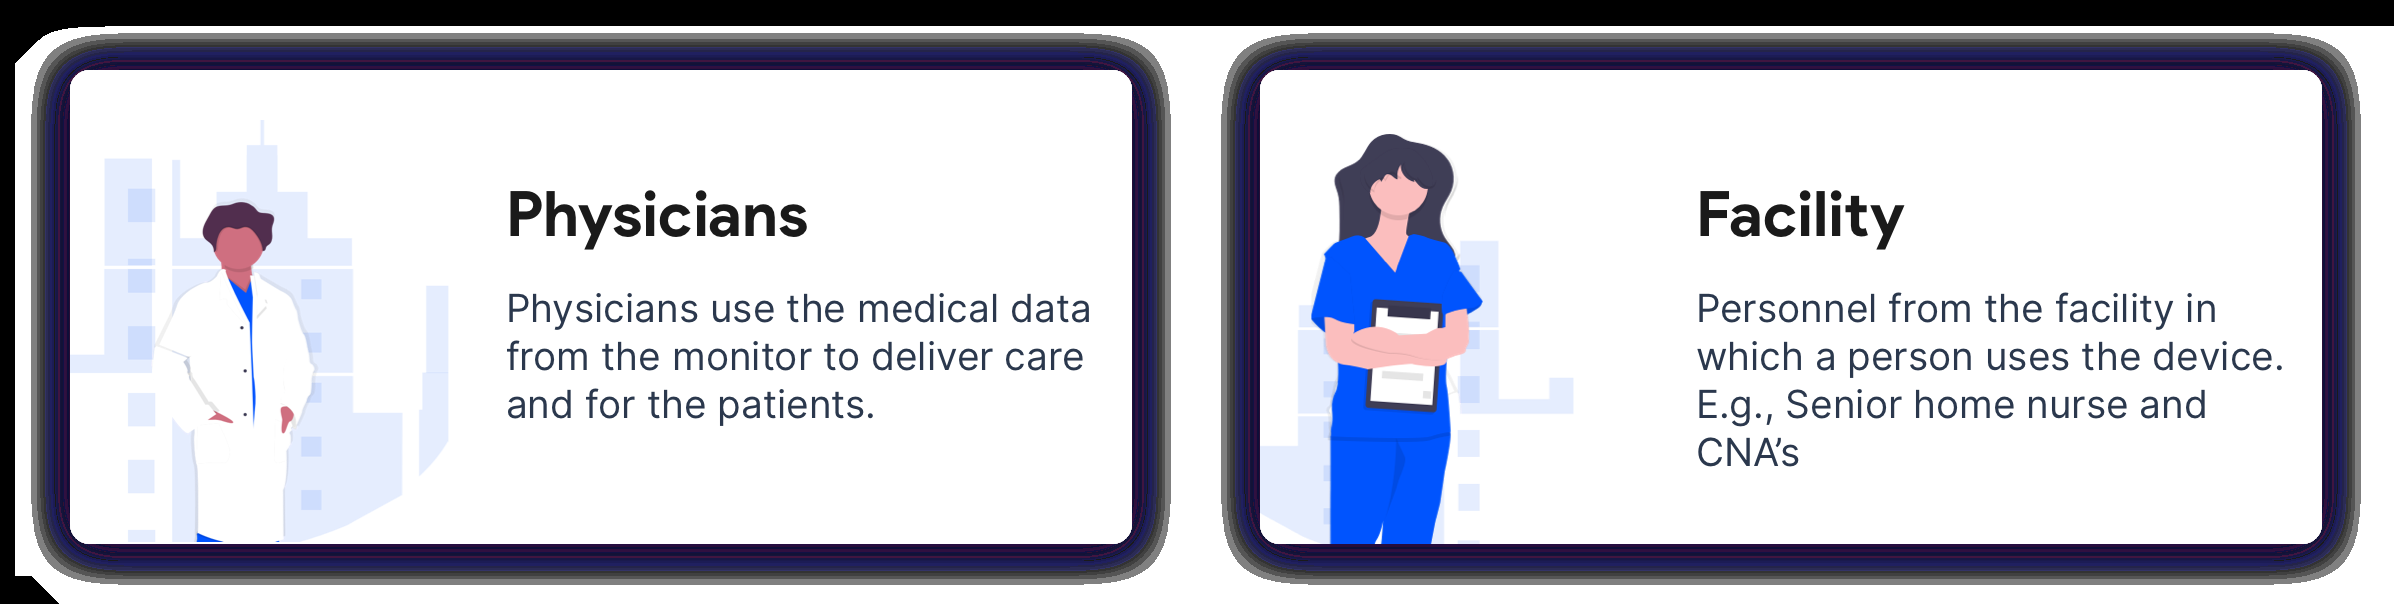 Physicians
Physicians use the medical data
from the monitor to deliver care
and for the patients.
Facility
Personnel from the facility in
which a person uses the device.
E.g., Senior home nurse and
CNA’s